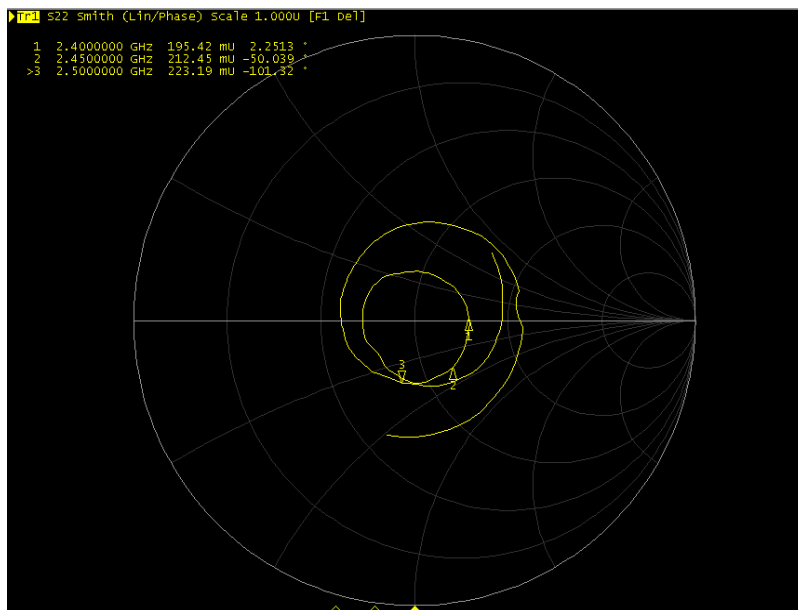 Tr1 S22 Smith (Lin/Phase) Scale 1.000U [F1 Del]
1 2.4000000 GHz 195.42 mU 2.2513 °
2 2.4500000 GHz 212.45 mU -50.039 °
>3 2.5000000 GHz 223.19 mU -101.32 °
1
3
2